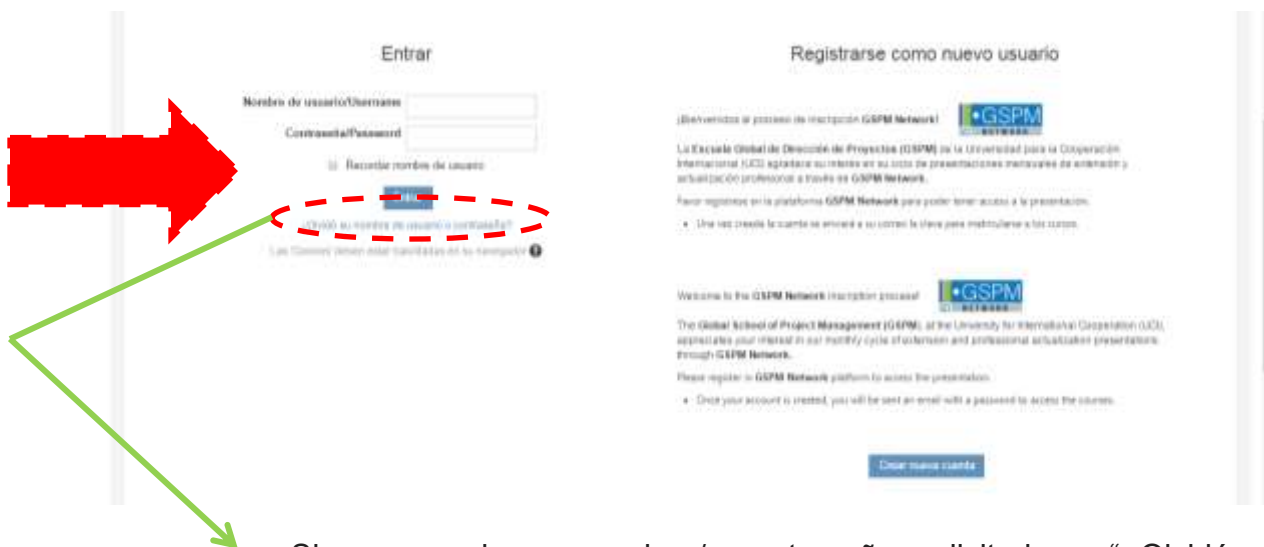 Entrar
Nombre de usuario/Username
Contraseña/Password
Recordar nombre de usuario
¿Olvidó su nombre de usuario o contraseña?
Las 'Cookies' deben estar habilitadas en su navegador
Registrarse como nuevo usuario
¡Bienvenidos al proceso de inscripción GSPM Network!
GSPM
NETWORK
La Escuela Global de Dirección de Proyectos (GSPM) de la Universidad para la Cooperación
Internacional (UCI) agradece su interés en su ciclo de presentaciones mensuales de extensión y
actualización profesional a través de GSPM Network.
Favor registrese en la plataforma GSPM Network para poder tener acceso a la presentación.
• Una vez creada la cuenta se enviará a su correo la clave para matricularse a los cursos.
Welcome to the GSPM Network inscription process!
GSPM
NETWORK
The Global School of Project Management (GSPM), at the University for International Cooperation (UCI),
appreciates your interest in our monthly cycle of extension and professional actualization presentations
through GSPM Network.
Please register in GSPM Network platform to access the presentation.
• Once your account is created, you will be sent an email with a password to access the courses.
Crear nueva cuenta